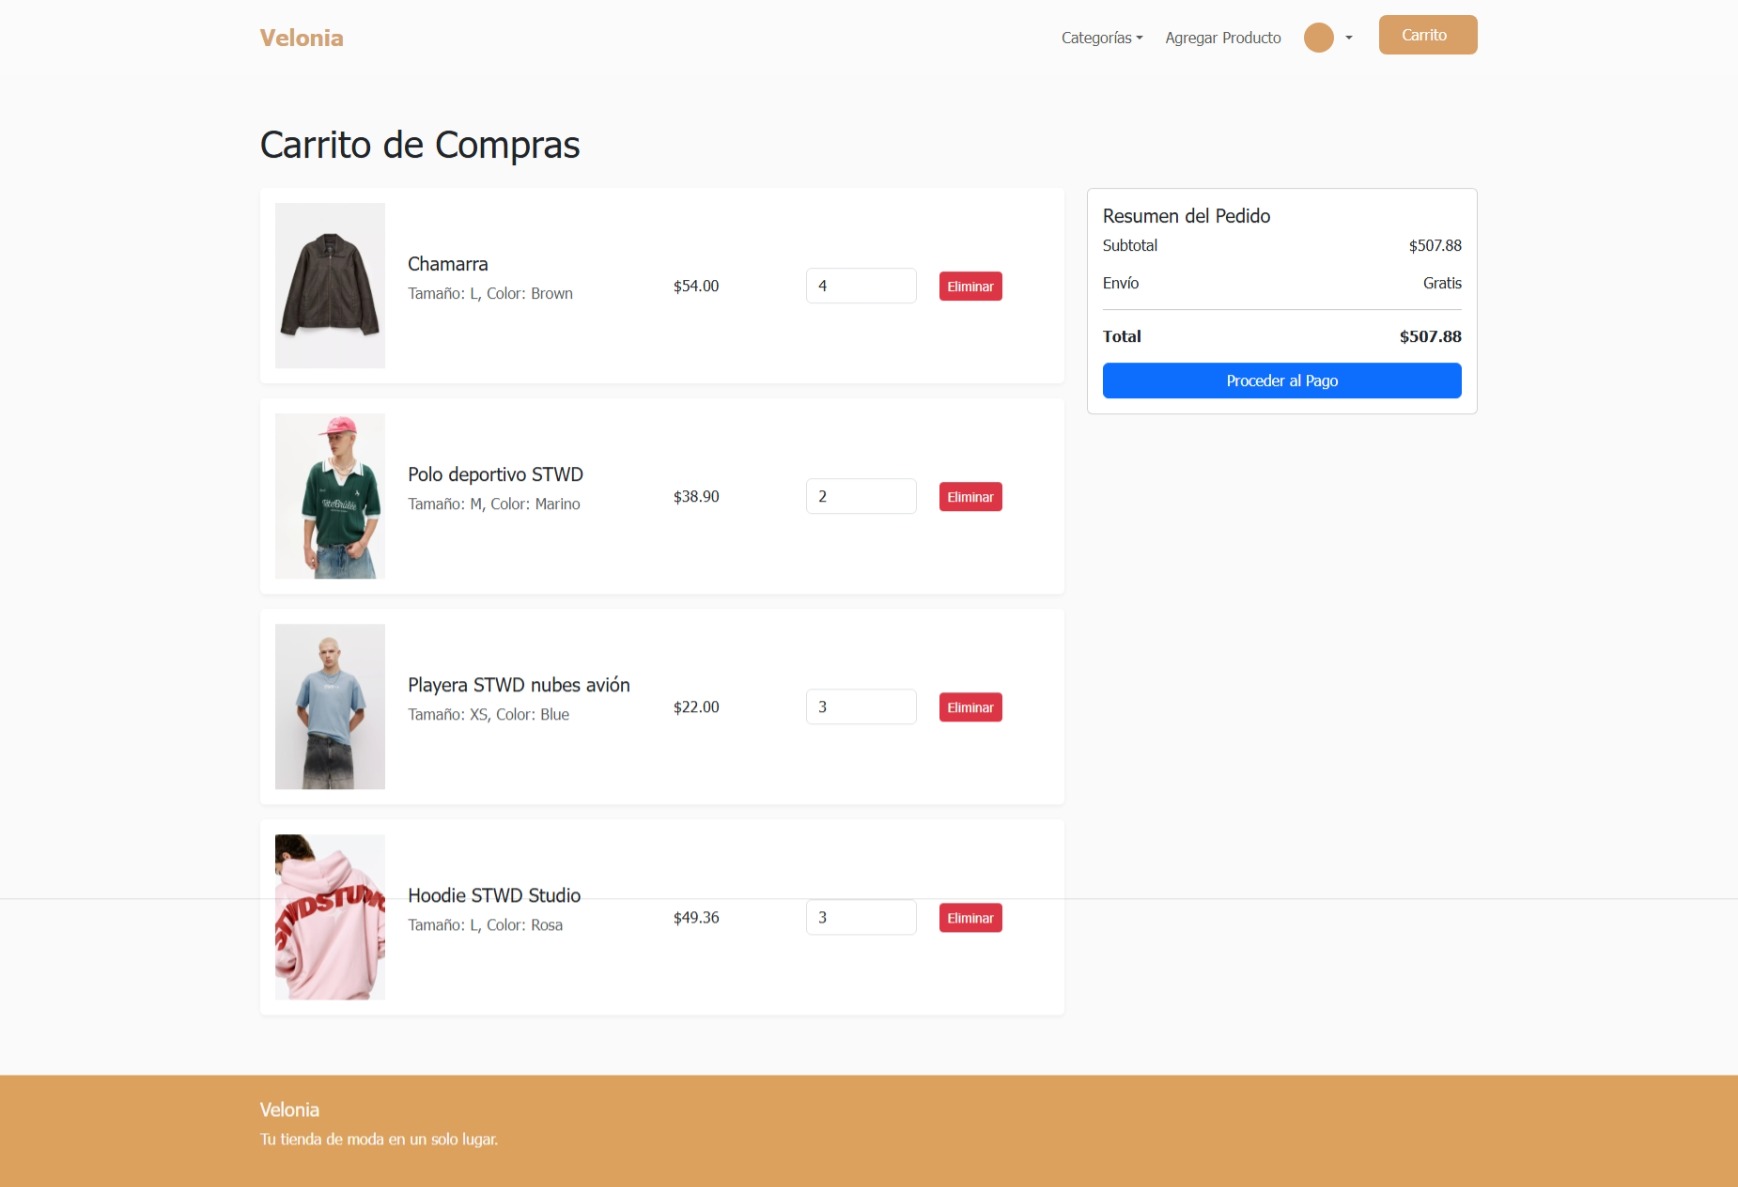 Velonia
Categorías
Agregar Producto
Carrito
Carrito de Compras
Chamarra
Tamaño: L, Color: Brown
$54.00
4
Eliminar
Polo deportivo STWD
Tamaño: M, Color: Marino
$38.90
2
Eliminar
Playera STWD nubes avión
Tamaño: XS, Color: Blue
$22.00
3
Eliminar
Hoodie STWD Studio
Tamaño: L, Color: Rosa
$49.36
3
Eliminar
Resumen del Pedido
Subtotal $507.88
Envío Gratis
Total $507.88
Proceder al Pago
Velonia
Tu tienda de moda en un solo lugar.